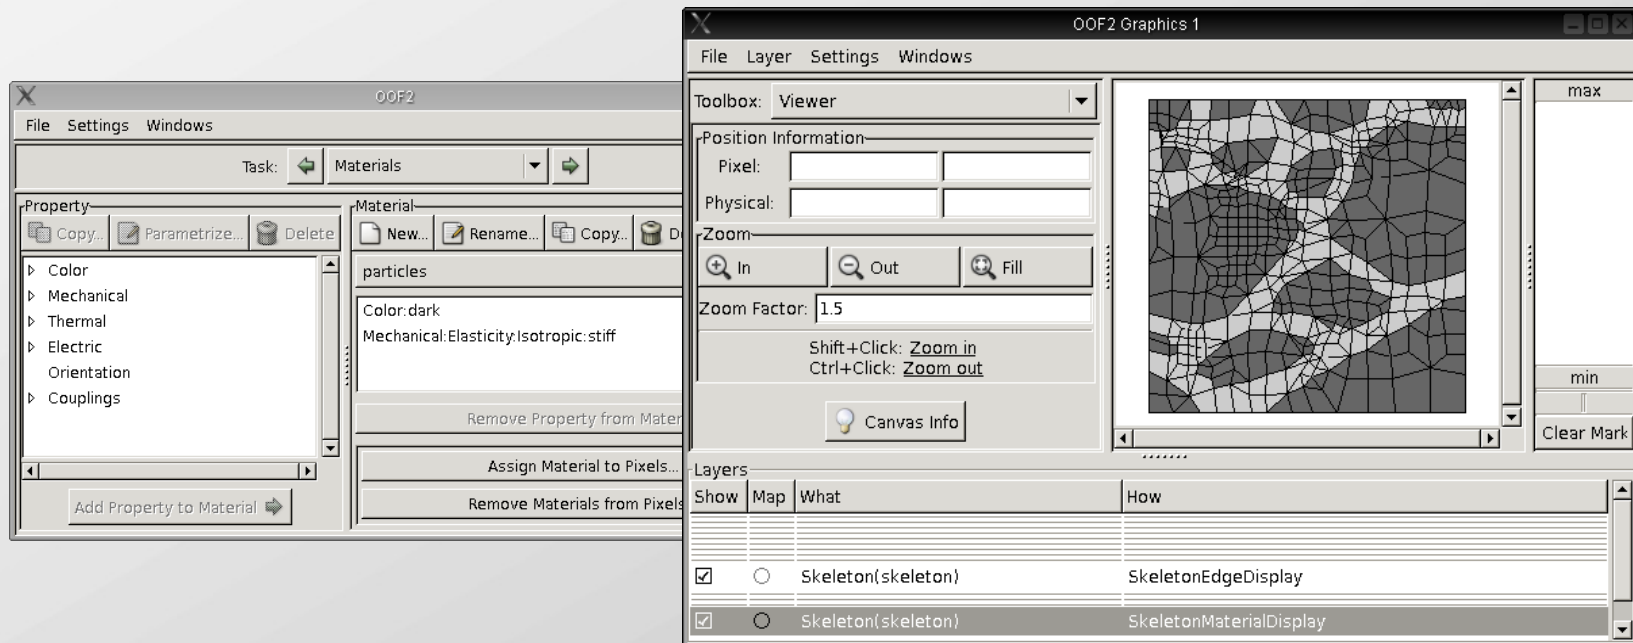 OOF2
File Settings Windows
Task: Materials
Property
Copy... Parametrize... Delete
Color
Mechanical
Thermal
Electric
Orientation
Couplings
Add Property to Material
Material
New... Rename... Copy... D
particles
Color:dark
Mechanical:Elasticity:Isotropic:stiff
Remove Property from Mater
Assign Material to Pixels...
Remove Materials from Pixels
OOF2 Graphics 1
File Layer Settings Windows
Toolbox: Viewer
Position Information
Pixel:
Physical:
Zoom
In Out Fill
Zoom Factor: 1.5
Shift+Click: Zoom in
Ctrl+Click: Zoom out
Canvas Info
max
min
Clear Mark
Layers
Show Map What How
Skeleton(skeleton) SkeletonEdgeDisplay
Skeleton(skeleton) SkeletonMaterialDisplay